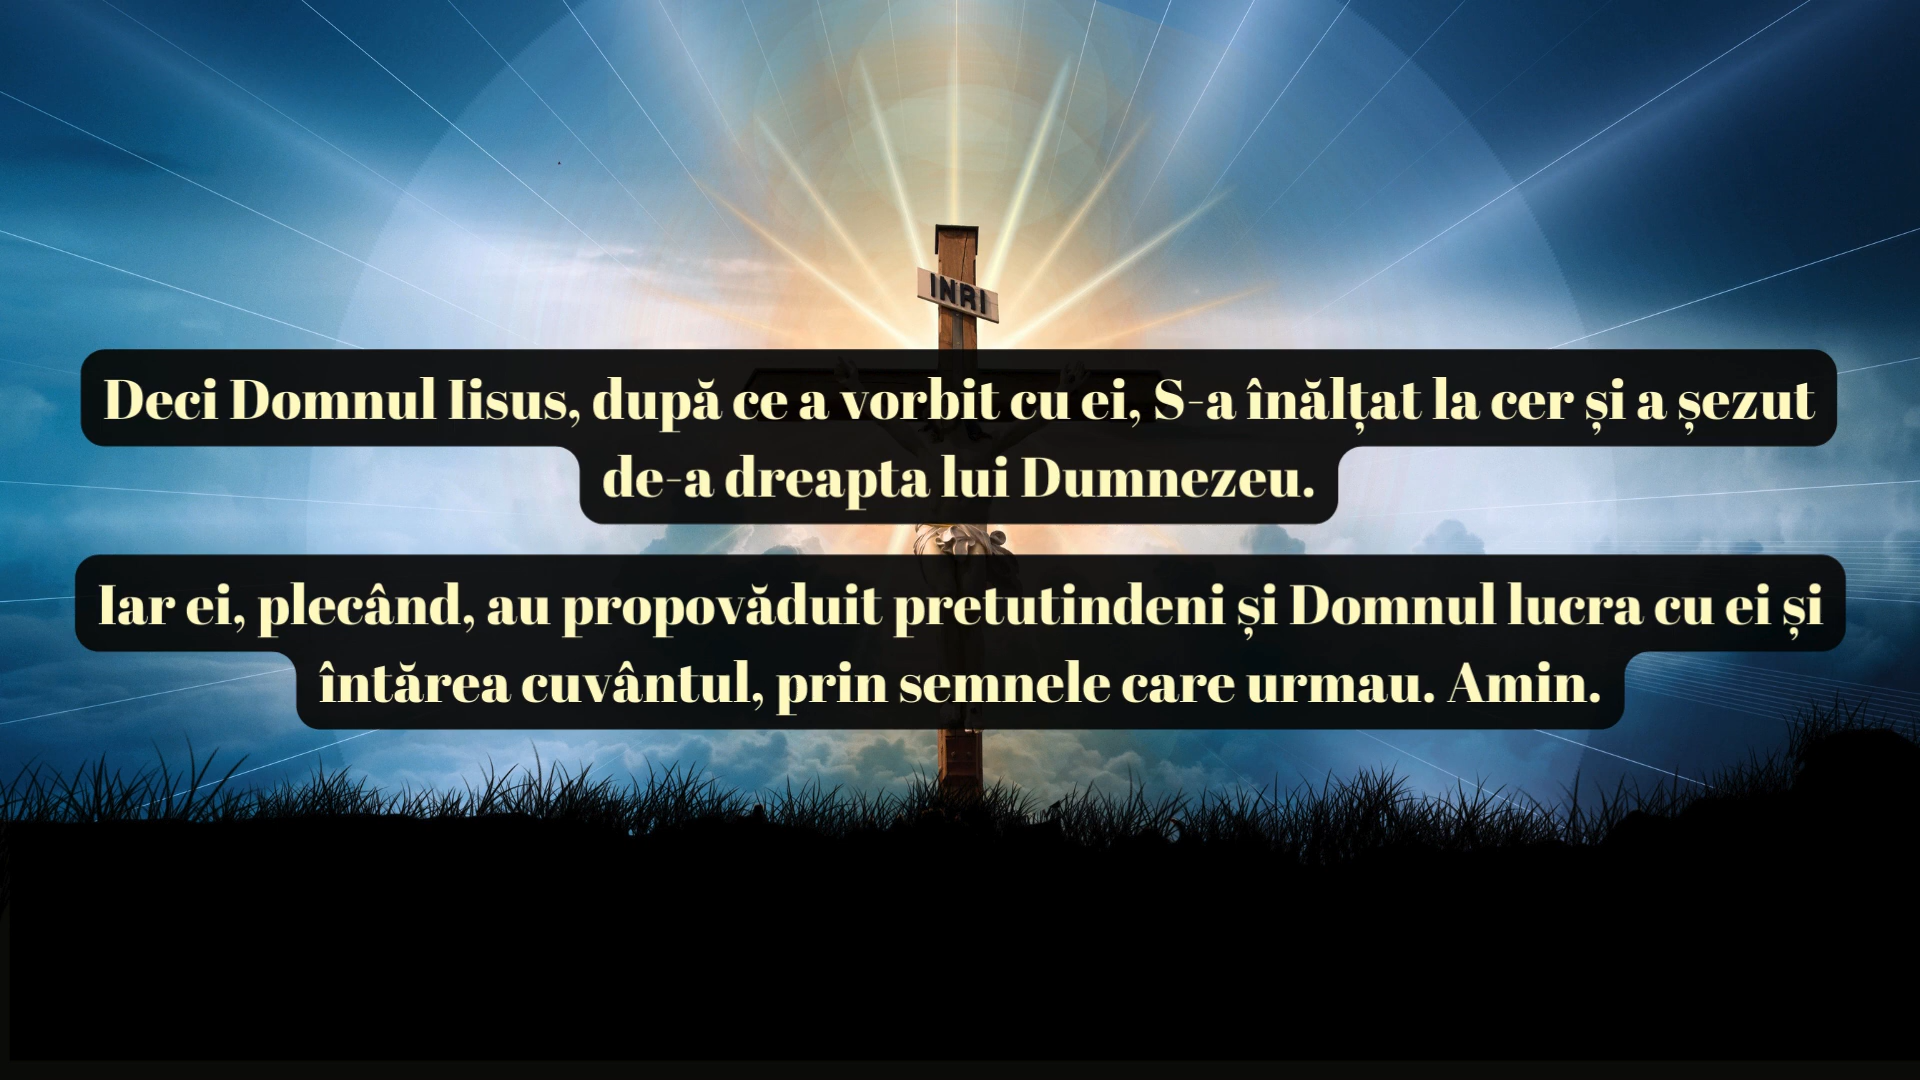 INRI
Deci Domnul Iisus, după ce a vorbit cu ei, S-a înălțat la cer și a șezut
de-a dreapta lui Dumnezeu.
Iar ei, plecând, au propovăduit pretutindeni și Domnul lucra cu ei și
întărea cuvântul, prin semnele care urmau. Amin.